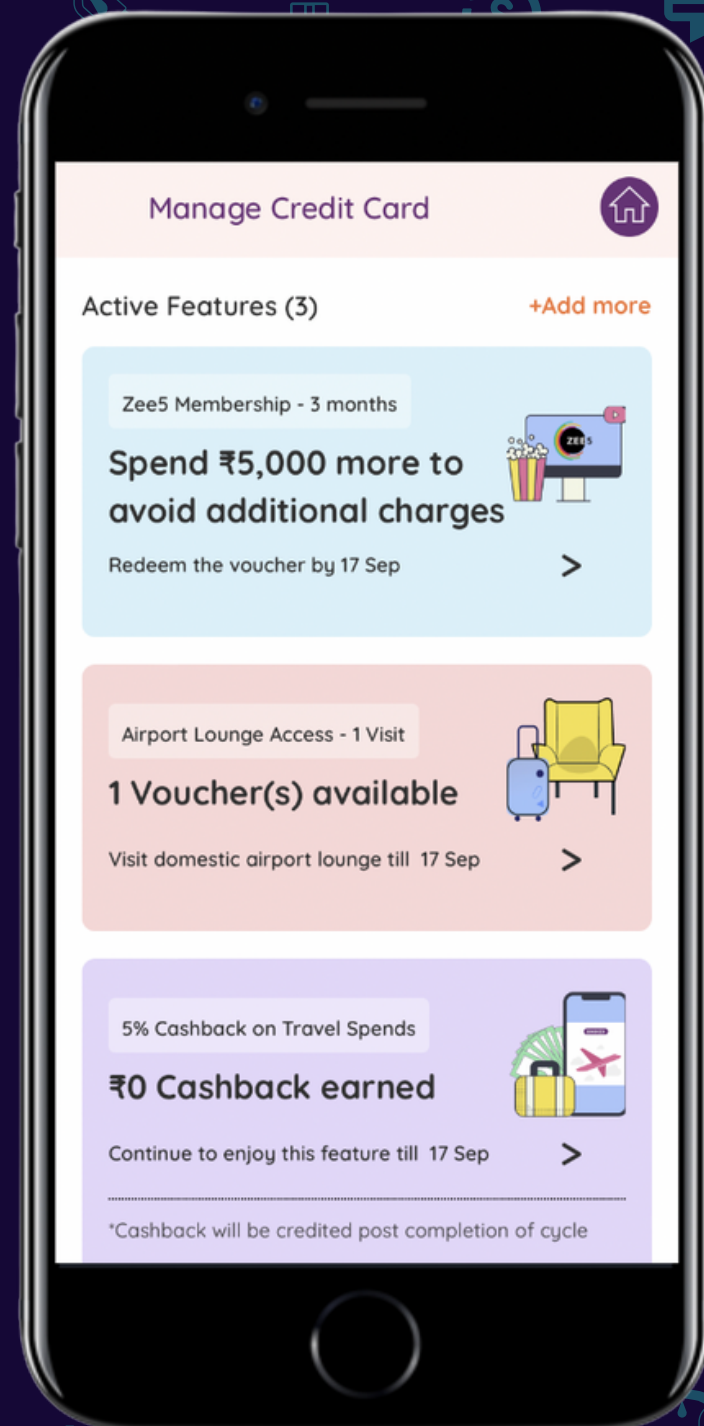 Manage Credit Card
Active Features (3)
+Add more
Zee5 Membership - 3 months
ZEE5
Spend ₹5,000 more to
avoid additional charges
Redeem the voucher by 17 Sep
>
Airport Lounge Access - 1 Visit
1 Voucher(s) available
Visit domestic airport lounge till 17 Sep
>
5% Cashback on Travel Spends
₹0 Cashback earned
Continue to enjoy this feature till 17 Sep
>
*Cashback will be credited post completion of cycle